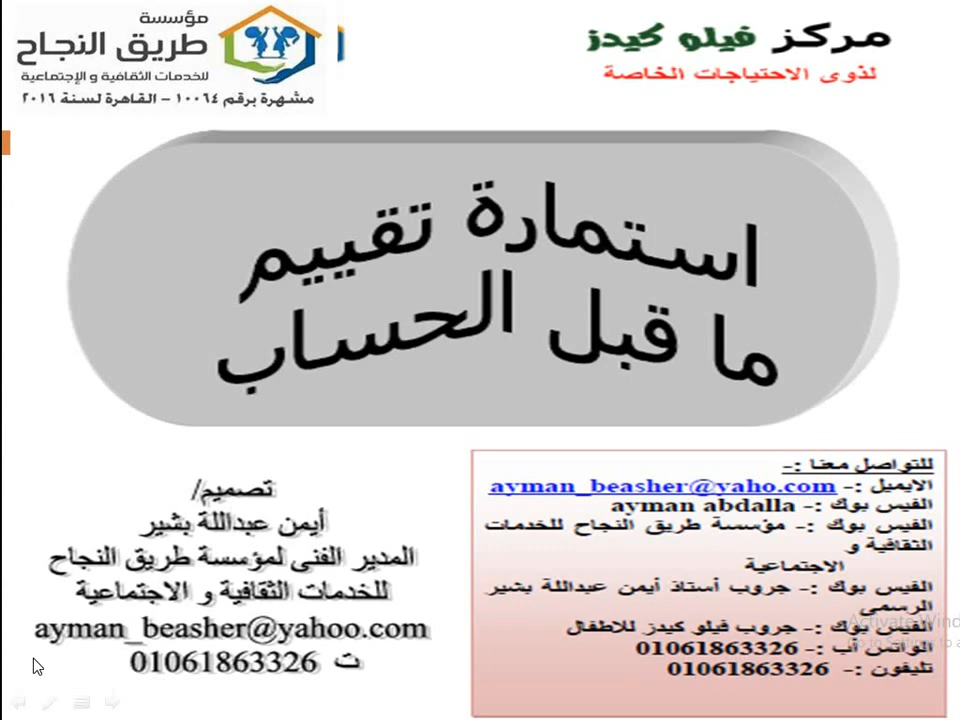 مؤسسة
طريق النجاح
للخدمات الثقافية و الإجتماعية
مشهرة برقم ١٠٠٦٤ – القاهرة لسنة ٢٠١٦
مركز فيلو كيدز
لذوى الاحتياجات الخاصة
استمارة تقييم
ما قبل الحساب
للتواصل معنا :-
الايميل :- ayman_beasher@yaho.com
الفيس بوك :- ayman abdalla
الفيس بوك :- مؤسسة طريق النجاح للخدمات
الثقافية و
الاجتماعية
الفيس بوك :- جروب أستاذ أيمن عبداللة بشير
الرسمى
الفيس بوك :- جروب فيلو كيدز للاطفال
الواتس أب :- 01061863326
تليفون :- 01061863326
تصميم/
أيمن عبداللة بشير
المدير الفنى لمؤسسة طريق النجاح
للخدمات الثقافية و الاجتماعية
ayman_beasher@yahoo.com
ت 01061863326